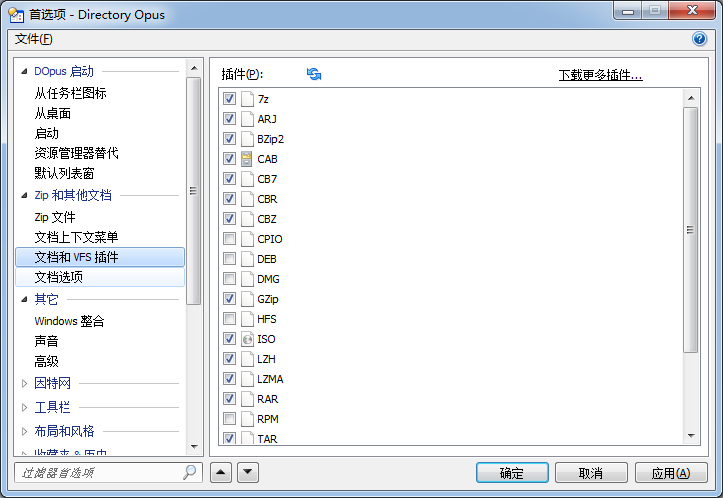 首选项 - Directory Opus
文件(F)
DOpus 启动
从任务栏图标
从桌面
启动
资源管理器替代
默认列表窗
Zip 和其他文档
Zip 文件
文档上下文菜单
文档和 VFS 插件
文档选项
其它
Windows 整合
声音
高级
因特网
工具栏
布局和风格
收藏夹 & 历史
过滤器首选项
插件(P):
下载更多插件...
7z
ARJ
BZip2
CAB
CB7
CBR
CBZ
CPIO
DEB
DMG
GZip
HFS
ISO
LZH
LZMA
RAR
RPM
TAR
确定
取消
应用(A)